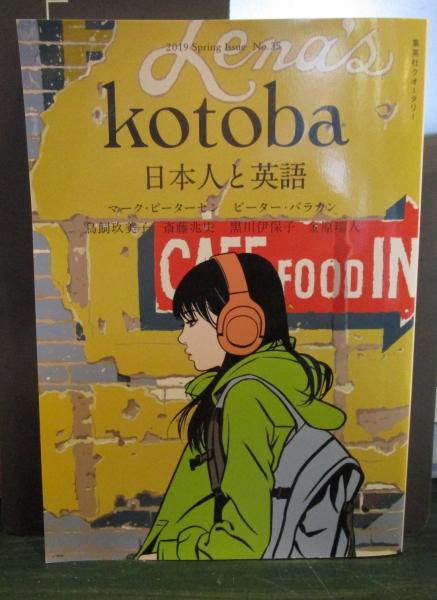 2019 Spring Issue No.35
Lena's
kotoba
集英社クオータリー
日本人と英語
マーク・ピーターセン ピーター・バラカン
鳥飼玖美子 斎藤兆史 黒川伊保子 金原瑞人
CAFE FOOD IN